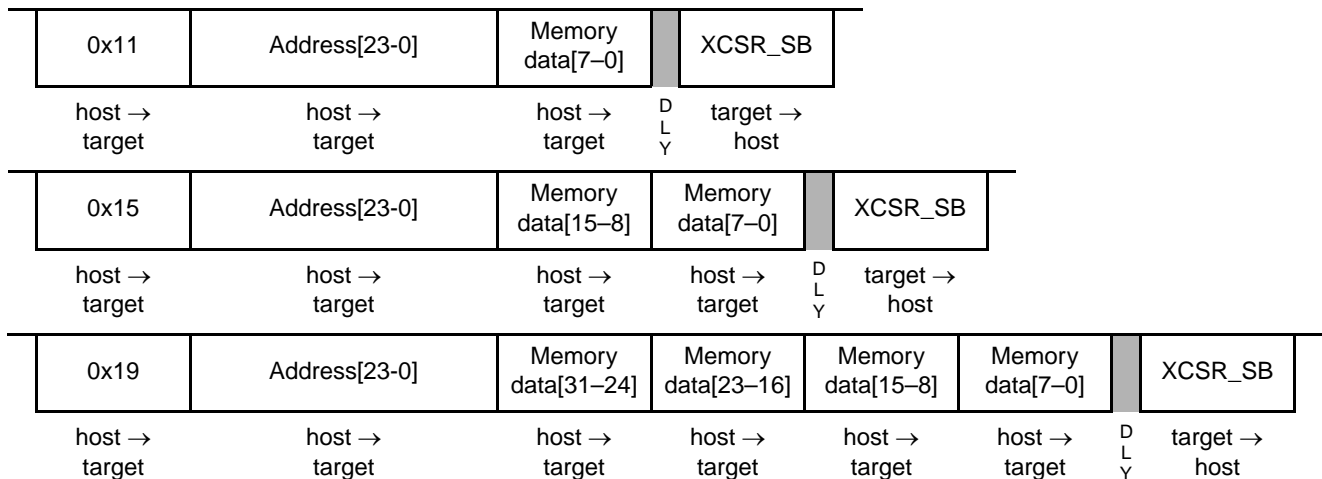 0x11 Address[23-0] Memory data[7–0] XCSR_SB
host → target host → target host → target DLY target → host
0x15 Address[23-0] Memory data[15–8] Memory data[7–0] XCSR_SB
host → target host → target host → target host → target DLY target → host
0x19 Address[23-0] Memory data[31–24] Memory data[23–16] Memory data[15–8] Memory data[7–0] XCSR_SB
host → target host → target host → target host → target host → target host → target DLY target → host